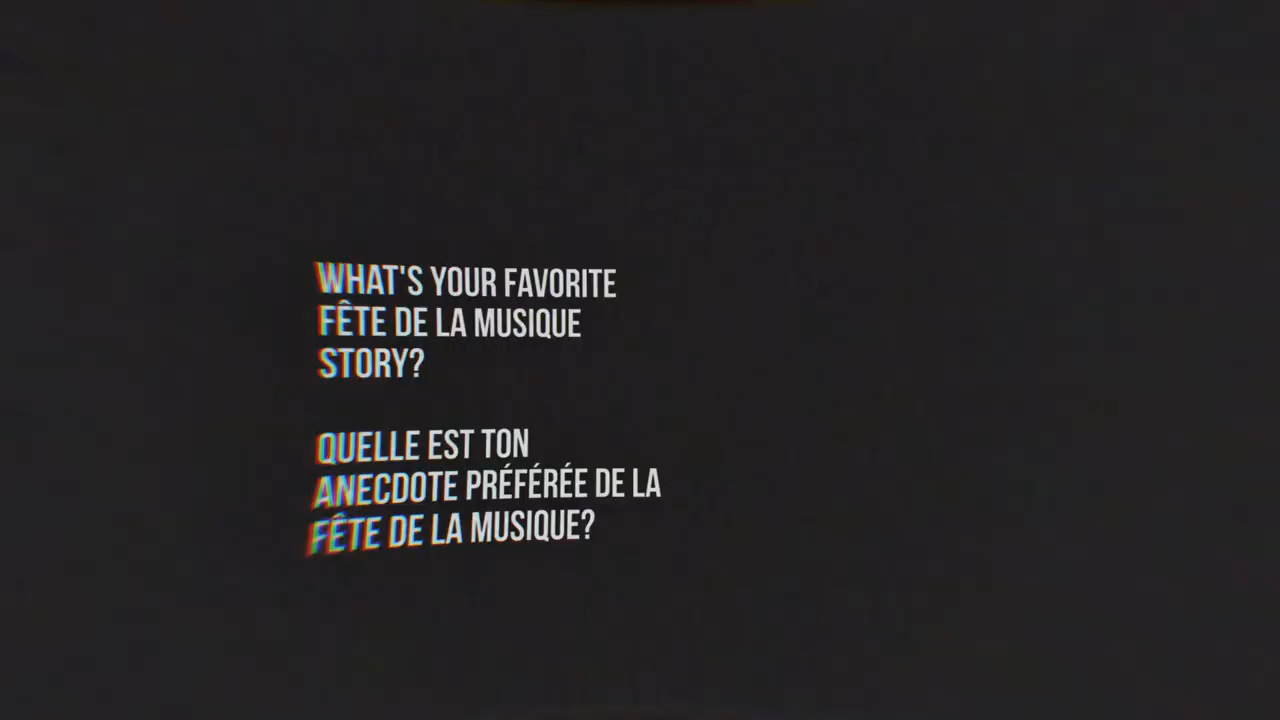 WHAT'S YOUR FAVORITE
FÊTE DE LA MUSIQUE
STORY?
QUELLE EST TON
ANECDOTE PRÉFÉRÉE DE LA
FÊTE DE LA MUSIQUE?